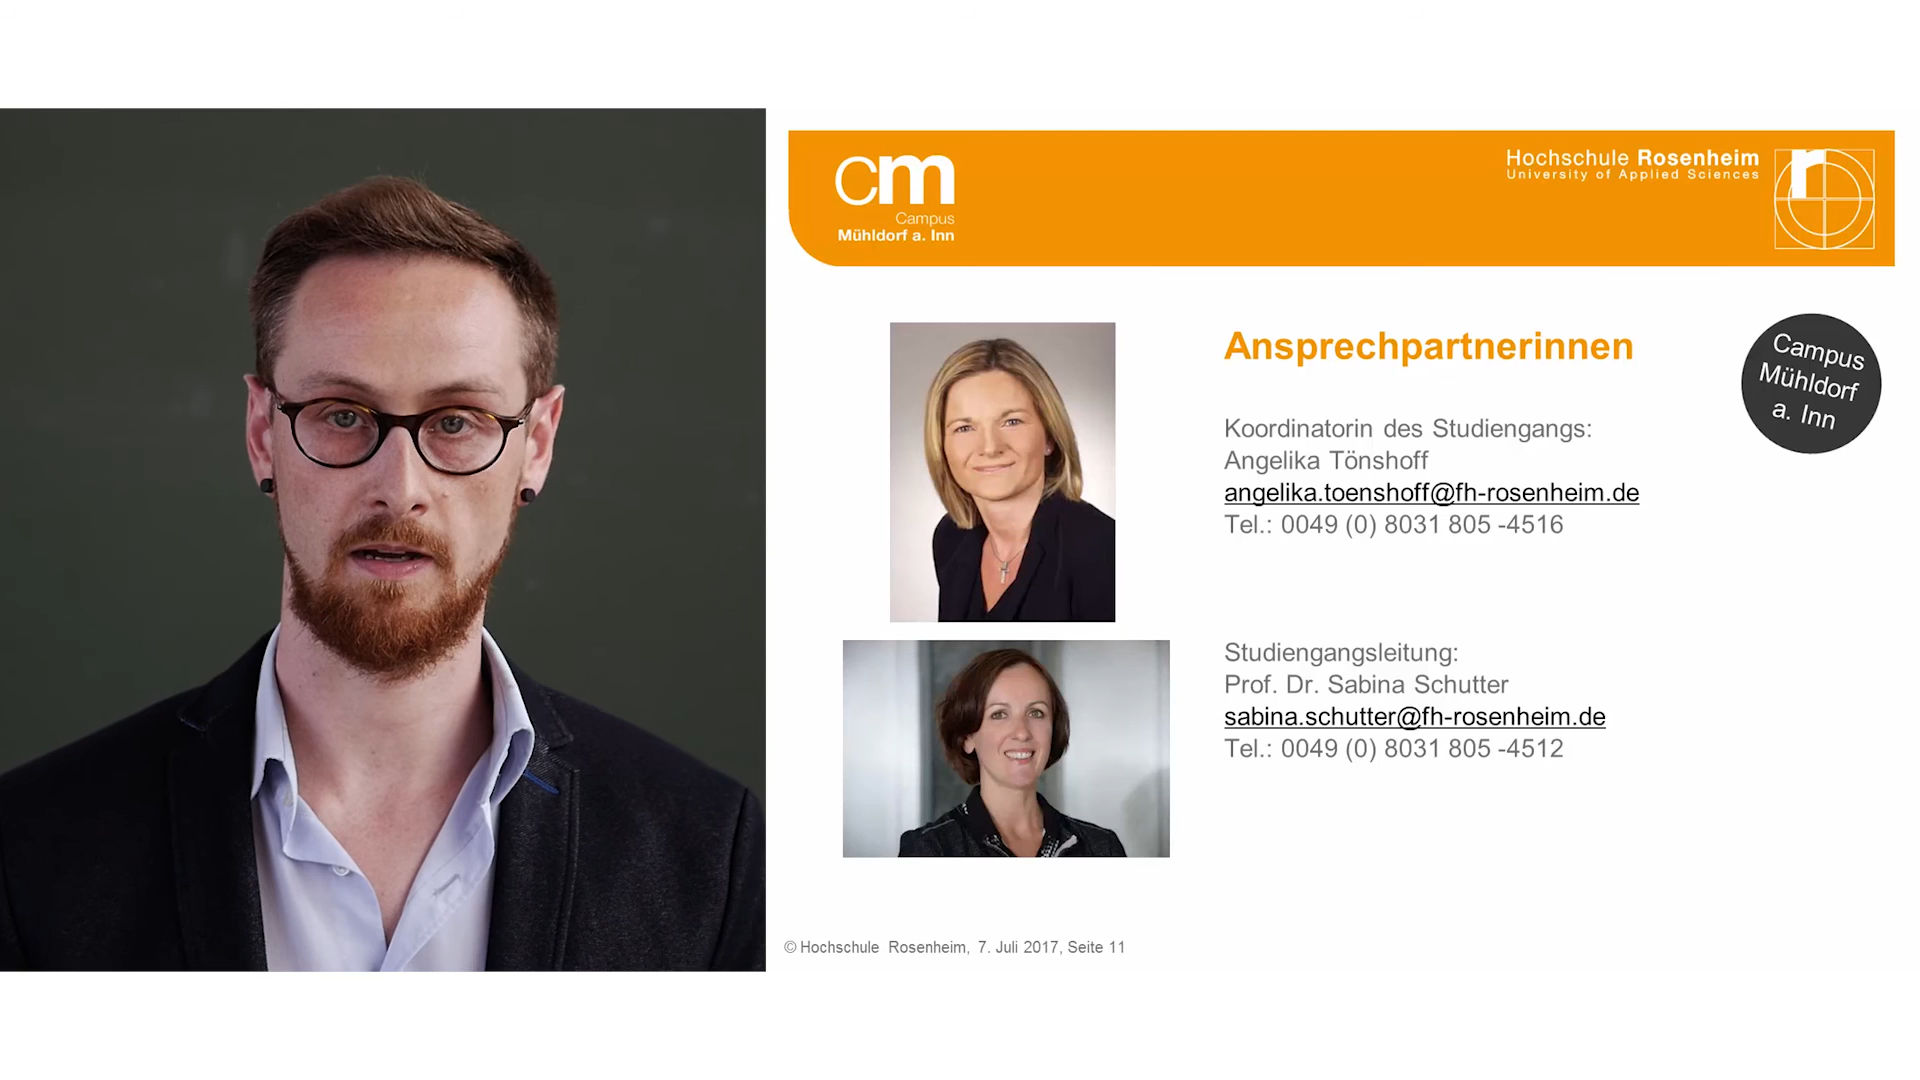 cm
Campus
Mühldorf a. Inn
Hochschule Rosenheim
University of Applied Sciences
r
Ansprechpartnerinnen
Campus
Mühldorf
a. Inn
Koordinatorin des Studiengangs:
Angelika Tönshoff
angelika.toenshoff@fh-rosenheim.de
Tel.: 0049 (0) 8031 805 -4516
Studiengangsleitung:
Prof. Dr. Sabina Schutter
sabina.schutter@fh-rosenheim.de
Tel.: 0049 (0) 8031 805 -4512
© Hochschule Rosenheim, 7. Juli 2017, Seite 11